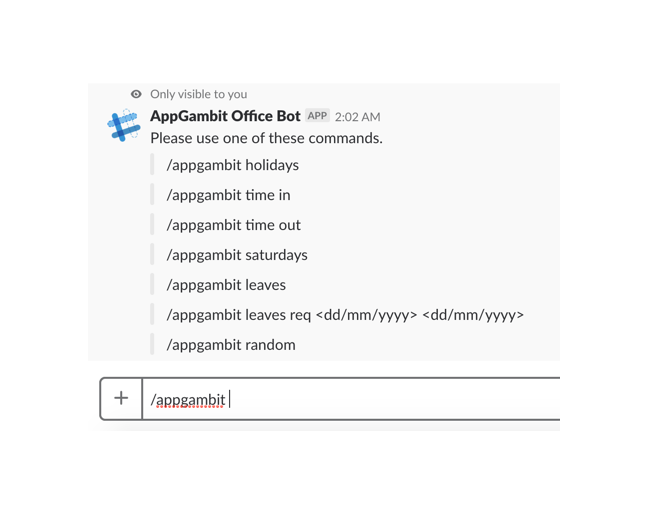 Only visible to you
AppGambit Office Bot APP 2:02 AM
Please use one of these commands.
/appgambit holidays
/appgambit time in
/appgambit time out
/appgambit saturdays
/appgambit leaves
/appgambit leaves req <dd/mm/yyyy> <dd/mm/yyyy>
/appgambit random
+ /appgambit